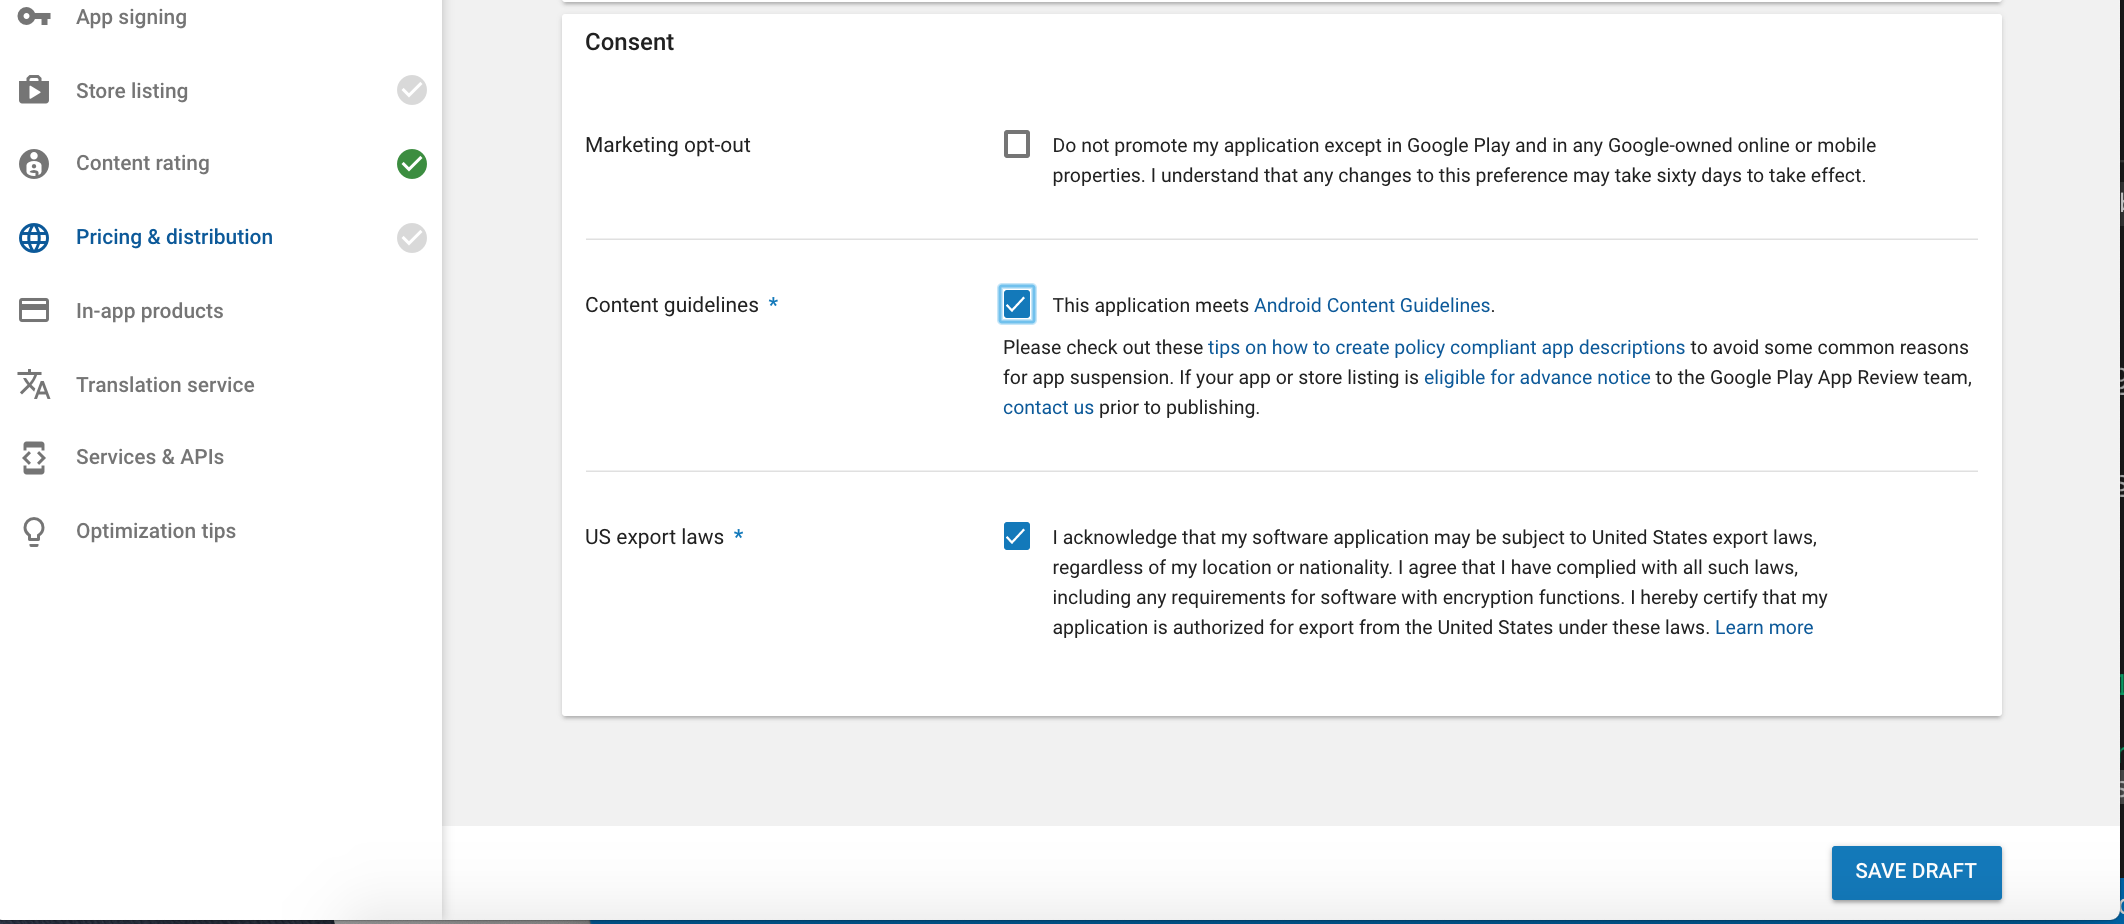 App signing
Store listing
Content rating
Pricing & distribution
In-app products
Translation service
Services & APIs
Optimization tips
Consent
Marketing opt-out
Do not promote my application except in Google Play and in any Google-owned online or mobile
properties. I understand that any changes to this preference may take sixty days to take effect.
Content guidelines *
This application meets Android Content Guidelines.
Please check out these tips on how to create policy compliant app descriptions to avoid some common reasons
for app suspension. If your app or store listing is eligible for advance notice to the Google Play App Review team,
contact us prior to publishing.
US export laws *
I acknowledge that my software application may be subject to United States export laws,
regardless of my location or nationality. I agree that I have complied with all such laws,
including any requirements for software with encryption functions. I hereby certify that my
application is authorized for export from the United States under these laws. Learn more
SAVE DRAFT